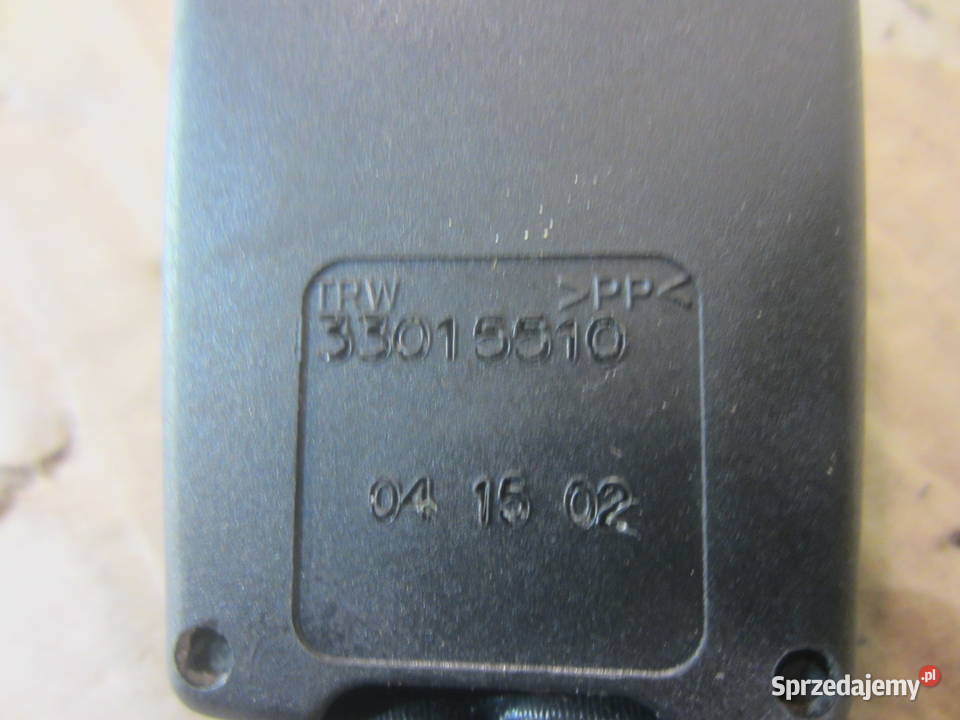 TRW >PP<
33015510
04 15 02
Sprzedajemy.pl